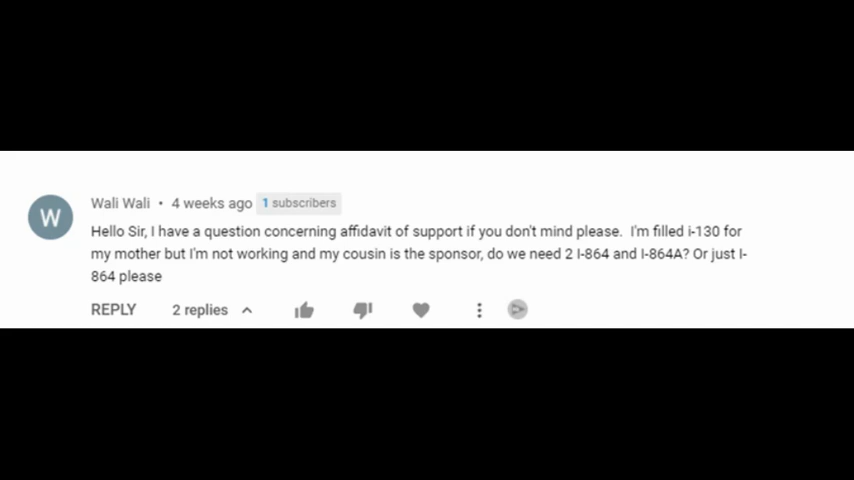 W
Wali Wali • 4 weeks ago 1 subscribers
Hello Sir, I have a question concerning affidavit of support if you don't mind please. I'm filled i-130 for
my mother but I'm not working and my cousin is the sponsor, do we need 2 I-864 and I-864A? Or just I-
864 please
REPLY 2 replies